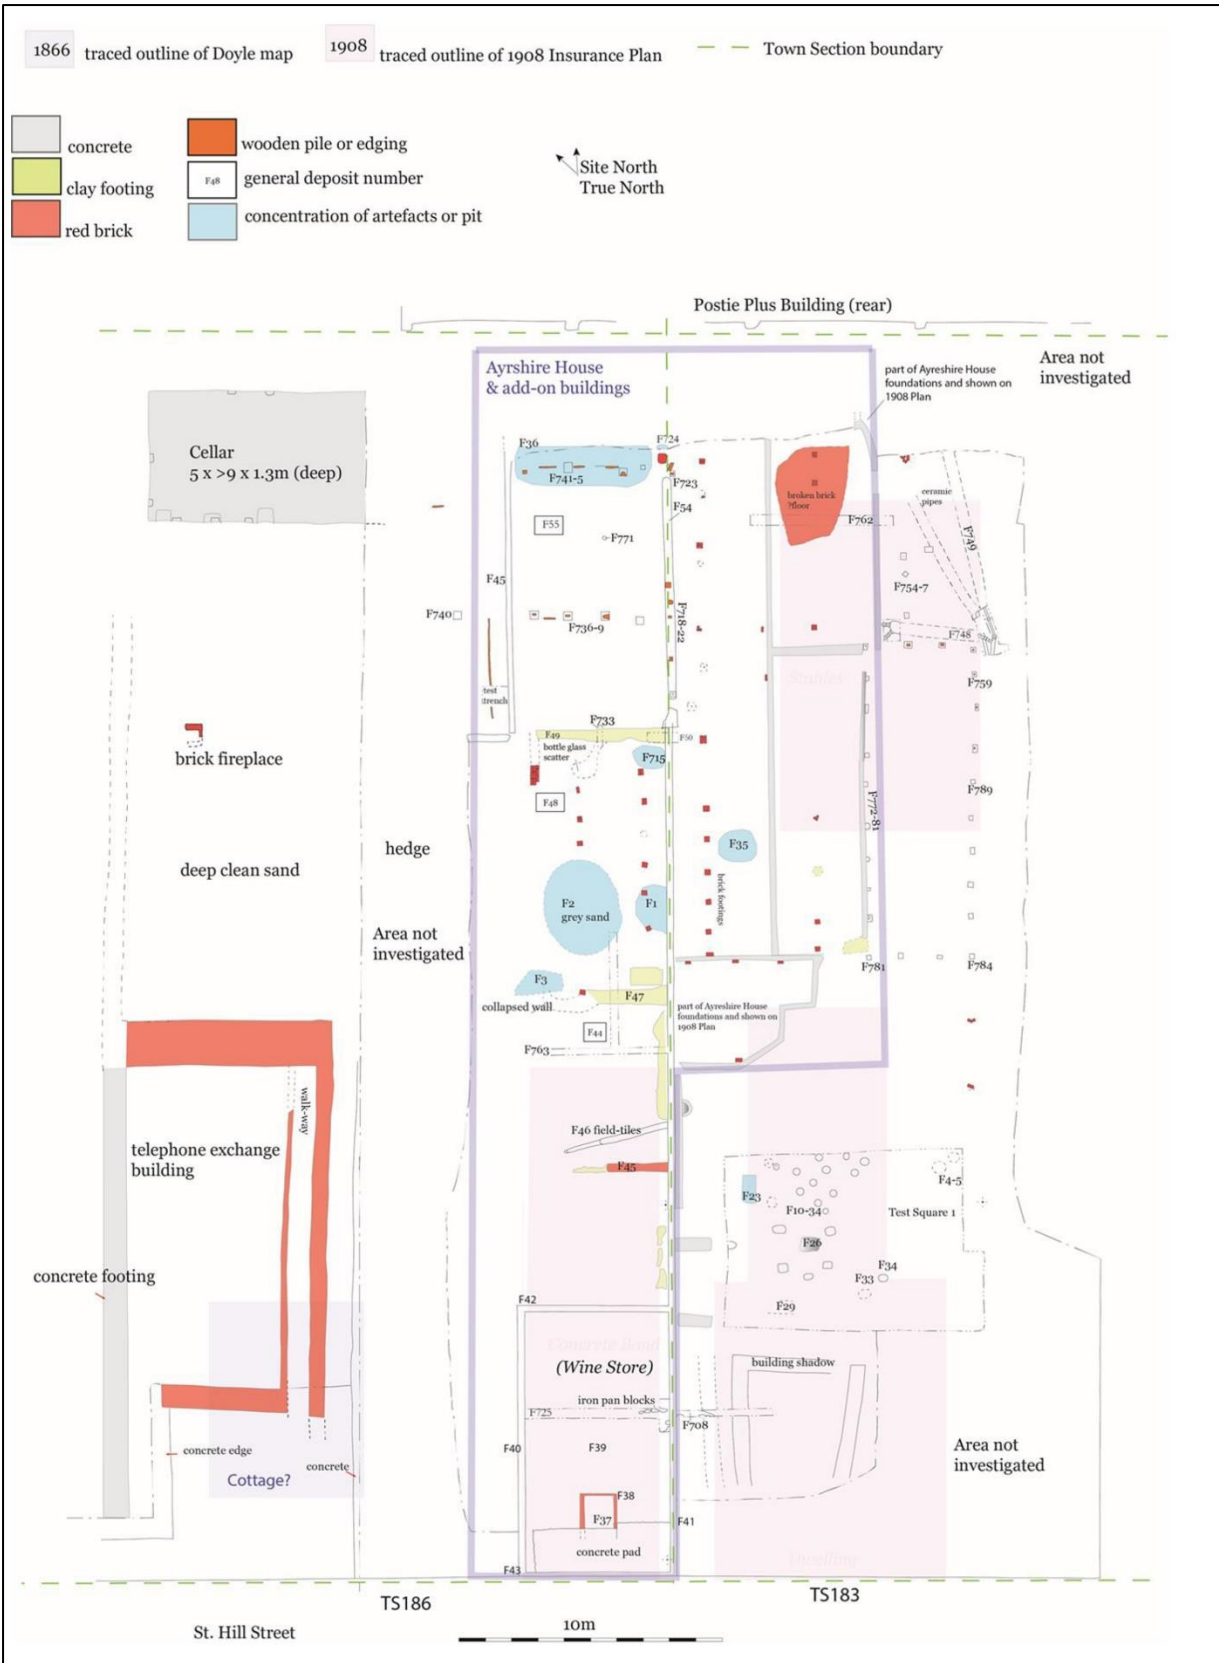 1866 traced outline of Doyle map
1908 traced outline of 1908 Insurance Plan
Town Section boundary
concrete
clay footing
red brick
wooden pile or edging
F48 general deposit number
concentration of artefacts or pit
Site North
True North
Postie Plus Building (rear)
Area not
investigated
Ayrshire House
& add-on buildings
part of Ayreshire House
foundations and shown on
1908 Plan
Cellar
5 x >9 x 1.3m (deep)
F36
F724
F741-5
F723
F54
broken brick
?floor
ceramic
pipes
F762
F749
F55
F771
F45
F740
F736-9
F718-22
F754-7
F748
F759
Stables
test
trench
F733
F49
bottle glass
scatter
F50
F715
brick fireplace
F48
F789
F772-81
hedge
F35
deep clean sand
F2
grey sand
F1
brick footings
Area not
investigated
F3
F47
collapsed wall
F781
F784
part of Ayreshire House
foundations and shown on
1908 Plan
F44
F763
walk-way
telephone exchange
building
F46 field-tiles
F45
F23
F4-5
F10-34
Test Square 1
F26
F34
F33
F29
concrete footing
F42
Concrete Bond
(Wine Store)
building shadow
iron pan blocks
F725
F708
F40
F39
Area not
investigated
concrete edge
concrete
Cottage?
F38
F37
F41
concrete pad
F43
Dwelling
TS186
TS183
St. Hill Street
10m